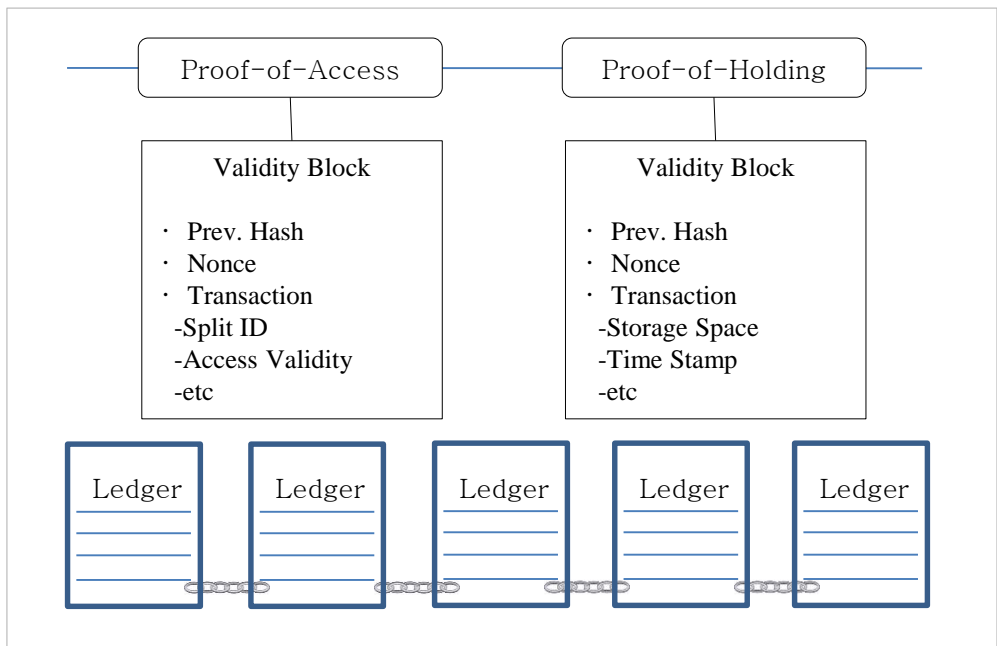 Proof-of-Access
Proof-of-Holding
Validity Block
· Prev. Hash
· Nonce
· Transaction
-Split ID
-Access Validity
-etc
Validity Block
· Prev. Hash
· Nonce
· Transaction
-Storage Space
-Time Stamp
-etc
Ledger
Ledger
Ledger
Ledger
Ledger